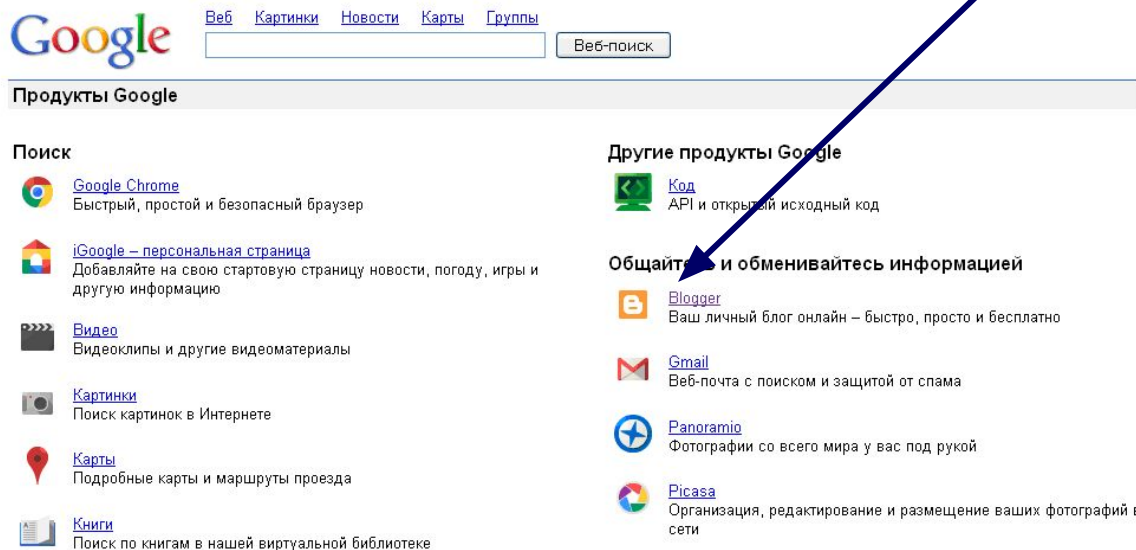 Google
Веб Картинки Новости Карты Группы
Веб-поиск
Продукты Google
Поиск
Google Chrome
Быстрый, простой и безопасный браузер
iGoogle – персональная страница
Добавляйте на свою стартовую страницу новости, погоду, игры и
другую информацию
Видео
Видеоклипы и другие видеоматериалы
Картинки
Поиск картинок в Интернете
Карты
Подробные карты и маршруты проезда
Книги
Поиск по книгам в нашей виртуальной библиотеке
Другие продукты Google
Код
API и открытый исходный код
Общайтесь и обменивайтесь информацией
Blogger
Ваш личный блог онлайн – быстро, просто и бесплатно
Gmail
Веб-почта с поиском и защитой от спама
Panoramio
Фотографии со всего мира у вас под рукой
Picasa
Организация, редактирование и размещение ваших фотографий в
сети